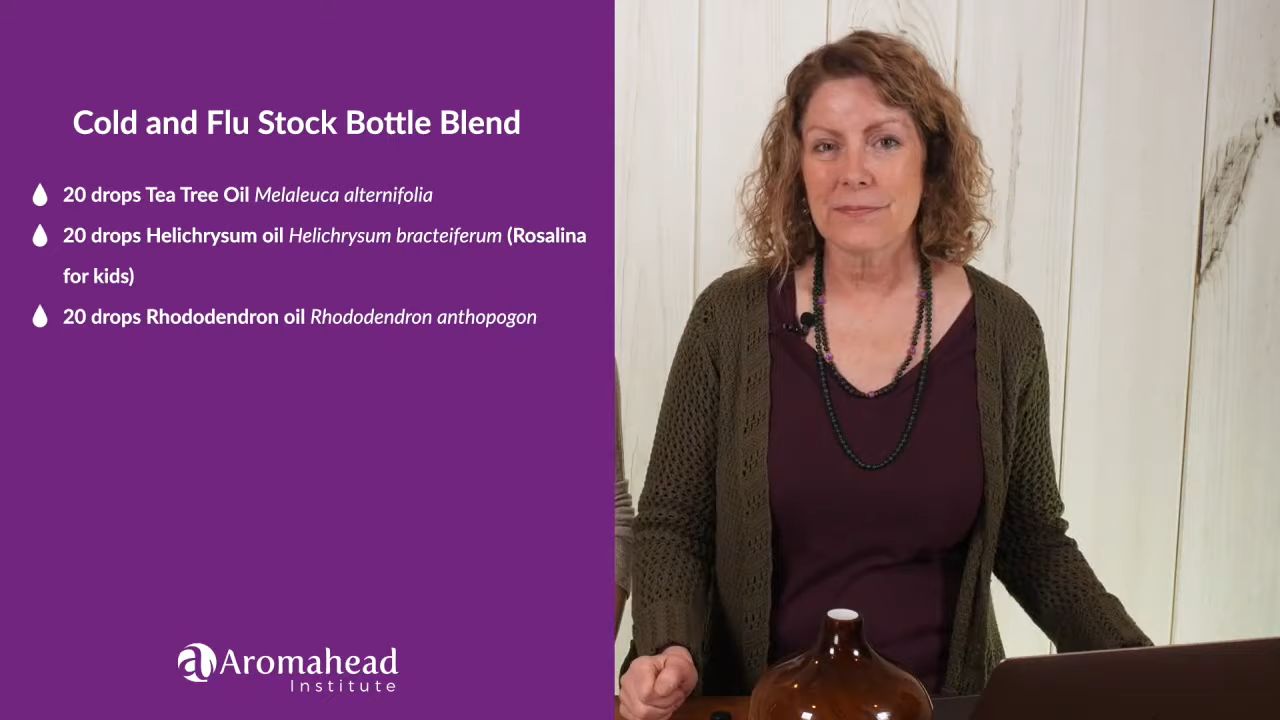 Cold and Flu Stock Bottle Blend
20 drops Tea Tree Oil Melaleuca alternifolia
20 drops Helichrysum oil Helichrysum bracteiferum (Rosalina
for kids)
20 drops Rhododendron oil Rhododendron anthopogon
Aromahead
Institute